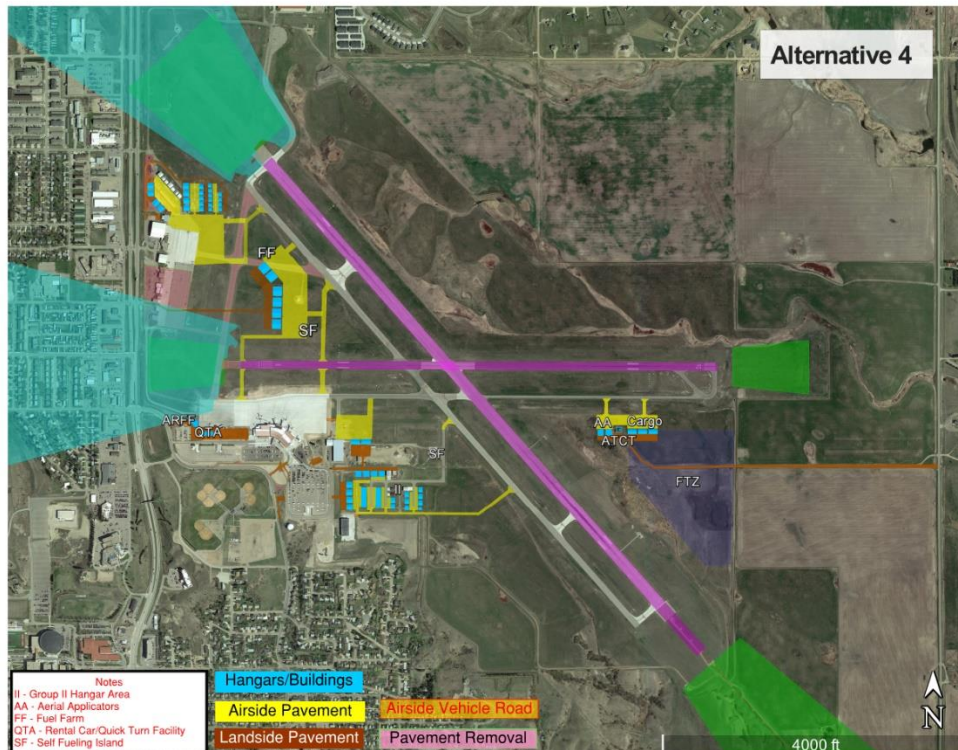 Alternative 4
FF
SF
ARFF
QTA
SF
II
AA
Cargo
ATCT
FTZ
Notes
II - Group II Hangar Area
AA - Aerial Applicators
FF - Fuel Farm
QTA - Rental Car/Quick Turn Facility
SF - Self Fueling Island
Hangars/Buildings
Airside Pavement
Airside Vehicle Road
Landside Pavement
Pavement Removal
N
4000 ft